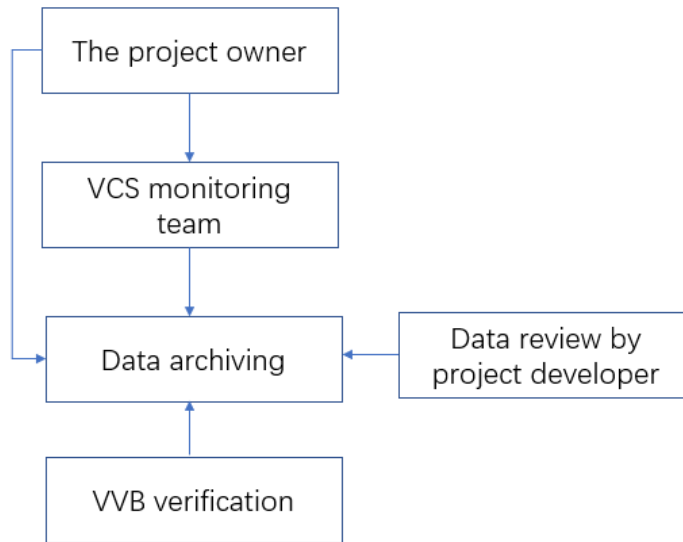 The project owner
VCS monitoring
team
Data archiving
Data review by
project developer
VVB verification